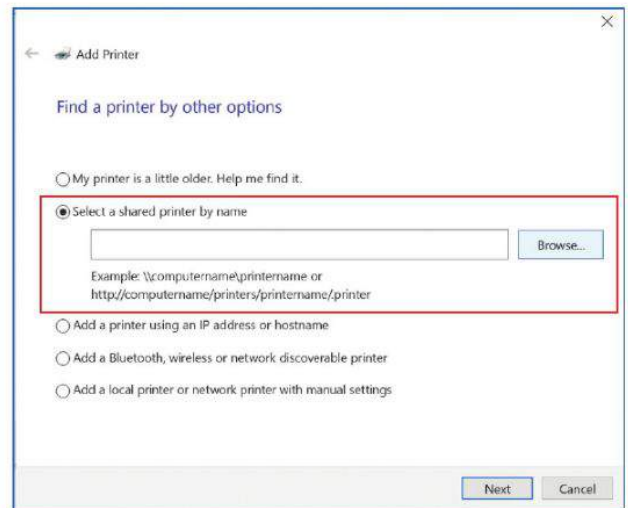 Add Printer
Find a printer by other options
My printer is a little older. Help me find it.
Select a shared printer by name
Browse...
Example: \\computername\printername or
http://computername/printers/printername/.printer
Add a printer using an IP address or hostname
Add a Bluetooth, wireless or network discoverable printer
Add a local printer or network printer with manual settings
Next Cancel